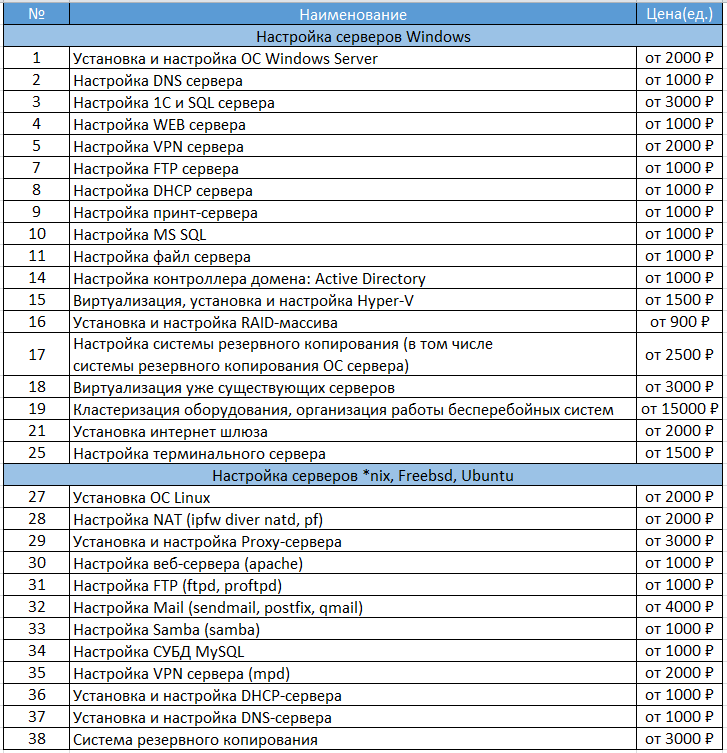 № Наименование Цена(ед.)
Настройка серверов Windows
1 Установка и настройка ОС Windows Server от 2000 ₽
2 Настройка DNS сервера от 1000 ₽
3 Настройка 1С и SQL сервера от 3000 ₽
4 Настройка WEB сервера от 1000 ₽
5 Настройка VPN сервера от 2000 ₽
7 Настройка FTP сервера от 1000 ₽
8 Настройка DHCP сервера от 1000 ₽
9 Настройка принт-сервера от 1000 ₽
10 Настройка MS SQL от 1000 ₽
11 Настройка файл сервера от 1000 ₽
14 Настройка контроллера домена: Active Directory от 1000 ₽
15 Виртуализация, установка и настройка Hyper-V от 1500 ₽
16 Установка и настройка RAID-массива от 900 ₽
17 Настройка системы резервного копирования (в том числе
системы резервного копирования ОС сервера) от 2500 ₽
18 Виртуализация уже существующих серверов от 3000 ₽
19 Кластеризация оборудования, организация работы бесперебойных систем от 15000 ₽
21 Установка интернет шлюза от 2000 ₽
25 Настройка терминального сервера от 1500 ₽
Настройка серверов *nix, Freebsd, Ubuntu
27 Установка ОС Linux от 2000 ₽
28 Настройка NAT (ipfw diver natd, pf) от 2000 ₽
29 Установка и настройка Proxy-сервера от 3000 ₽
30 Настройка веб-сервера (apache) от 1000 ₽
31 Настройка FTP (ftpd, proftpd) от 1000 ₽
32 Настройка Mail (sendmail, postfix, qmail) от 4000 ₽
33 Настройка Samba (samba) от 1000 ₽
34 Настройка СУБД MySQL от 1000 ₽
35 Настройка VPN сервера (mpd) от 2000 ₽
36 Установка и настройка DHCP-сервера от 1000 ₽
37 Установка и настройка DNS-сервера от 1000 ₽
38 Система резервного копирования от 3000 ₽